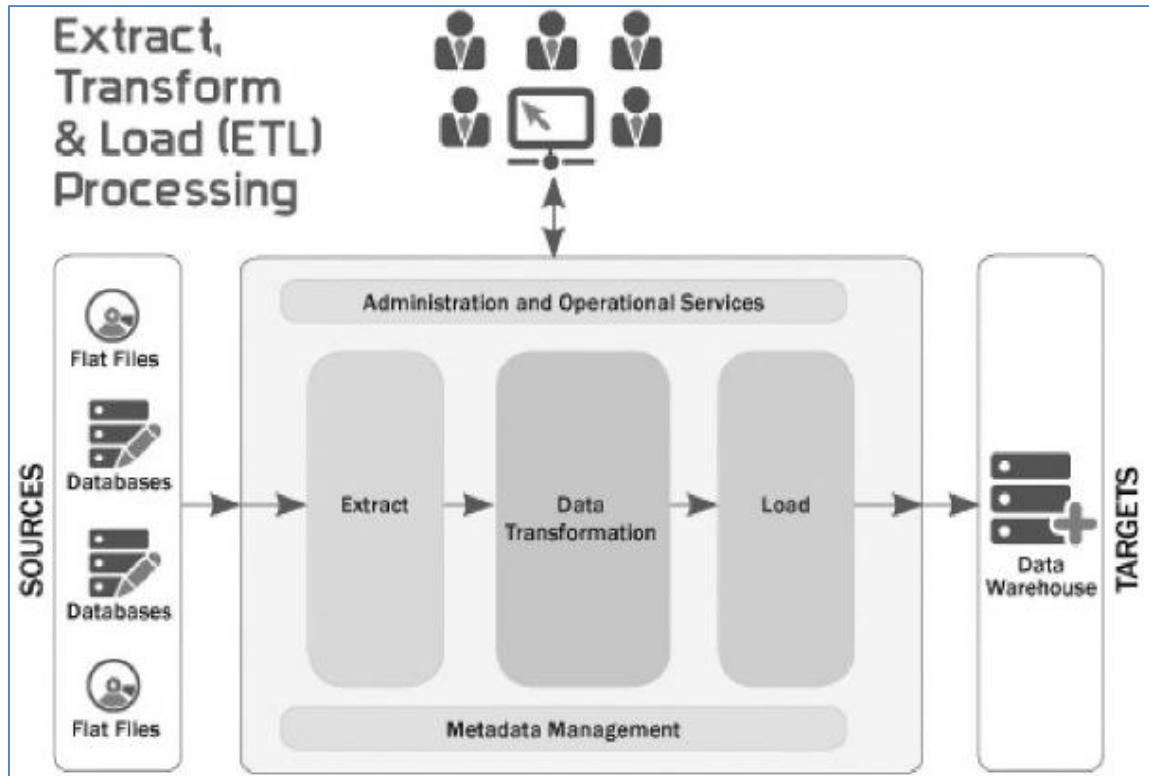 Extract,
Transform
& Load (ETL)
Processing
SOURCES
Flat Files
Databases
Databases
Flat Files
Administration and Operational Services
Extract
Data
Transformation
Load
Metadata Management
Data
Warehouse
TARGETS